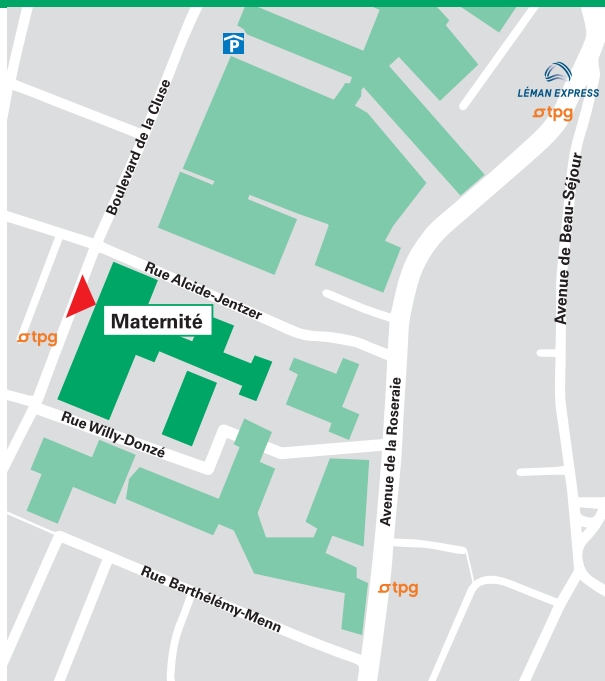 P
LÉMAN EXPRESS
tpg
Boulevard de la Cluse
Avenue de Beau-Séjour
Rue Alcide-Jentzer
Maternité
tpg
Rue Willy-Donzé
Avenue de la Roseraie
tpg
Rue Barthélémy-Menn